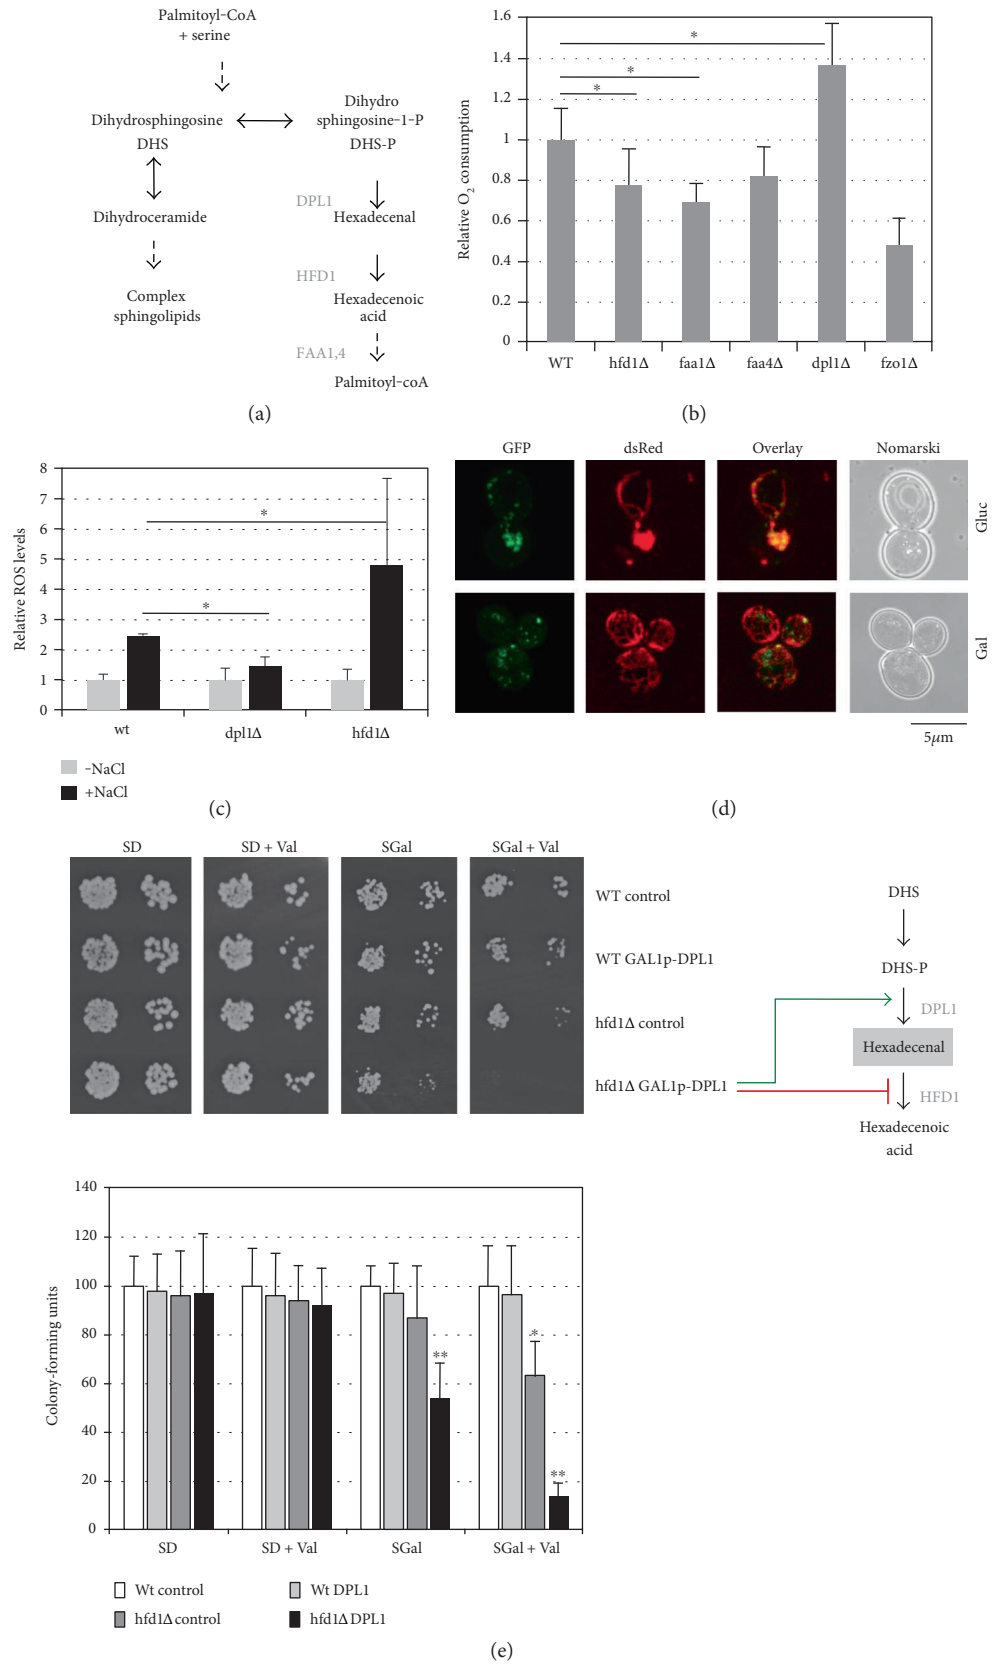 Palmitoyl-CoA
+ serine
Dihydrosphingosine
DHS
Dihydro
sphingosine-1-P
DHS-P
DPL1
Hexadecenal
Dihydroceramide
HFD1
Hexadecenoic
acid
Complex
sphingolipids
FAA1,4
Palmitoyl-coA
(a)
Relative O2 consumption
1.6
1.4
1.2
1
0.8
0.6
0.4
0.2
0
*
*
*
WT hfd1Δ faa1Δ faa4Δ dpl1Δ fzo1Δ
(b)
Relative ROS levels
8
7
6
5
4
3
2
1
0
*
*
wt dpl1Δ hfd1Δ
-NaCl
+NaCl
(c)
GFP dsRed Overlay Nomarski
Gluc
Gal
5μm
(d)
SD SD + Val SGal SGal + Val
WT control
WT GAL1p-DPL1
hfd1Δ control
hfd1Δ GAL1p-DPL1
DHS
DHS-P
DPL1
Hexadecenal
HFD1
Hexadecenoic
acid
Colony-forming units
140
120
100
80
60
40
20
0
**
*
**
SD SD + Val SGal SGal + Val
Wt control Wt DPL1
hfd1Δ control hfd1Δ DPL1
(e)